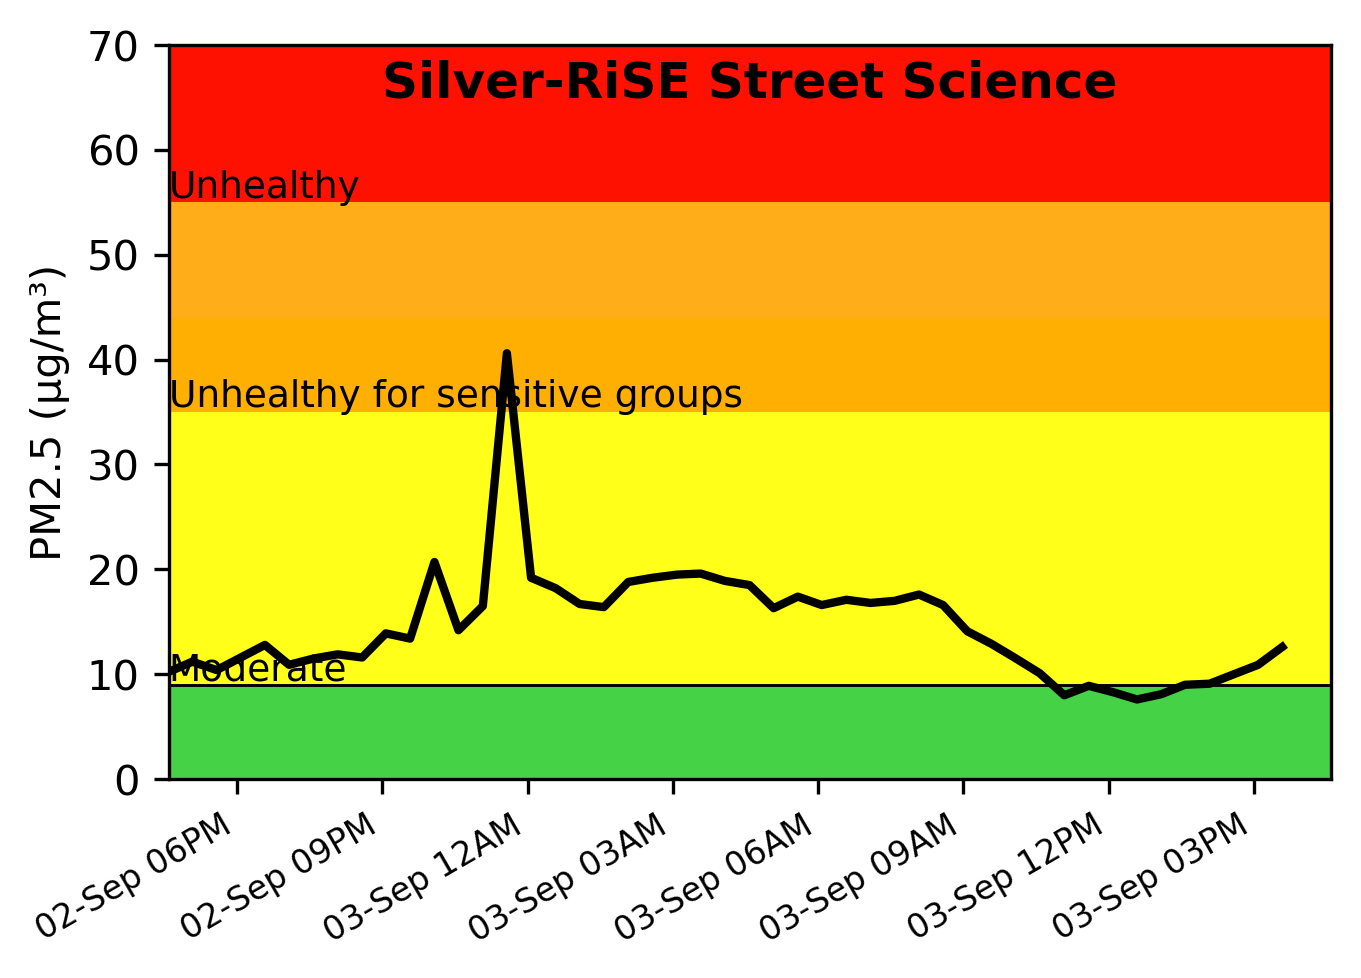 Silver-RiSE Street Science
70
60
50
40
30
20
10
0
PM2.5 (µg/m³)
Unhealthy
Unhealthy for sensitive groups
Moderate
02-Sep 06PM
02-Sep 09PM
03-Sep 12AM
03-Sep 03AM
03-Sep 06AM
03-Sep 09AM
03-Sep 12PM
03-Sep 03PM